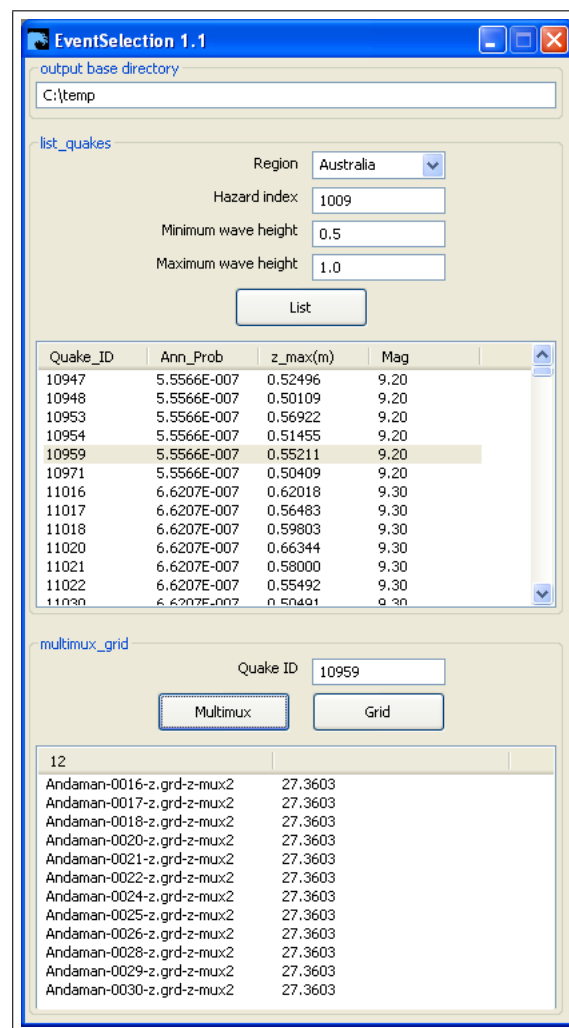 EventSelection 1.1
output base directory
C:\temp
list_quakes
Region Australia
Hazard index 1009
Minimum wave height 0.5
Maximum wave height 1.0
List
Quake_ID Ann_Prob z_max(m) Mag
10947 5.5566E-007 0.52496 9.20
10948 5.5566E-007 0.50109 9.20
10953 5.5566E-007 0.56922 9.20
10954 5.5566E-007 0.51455 9.20
10959 5.5566E-007 0.55211 9.20
10971 5.5566E-007 0.50409 9.20
11016 6.6207E-007 0.62018 9.30
11017 6.6207E-007 0.56483 9.30
11018 6.6207E-007 0.59803 9.30
11020 6.6207E-007 0.66344 9.30
11021 6.6207E-007 0.58000 9.30
11022 6.6207E-007 0.55492 9.30
11030 6.6207E-007 0.50491 9.30
multimux_grid
Quake ID 10959
Multimux Grid
12
Andaman-0016-z.grd-z-mux2 27.3603
Andaman-0017-z.grd-z-mux2 27.3603
Andaman-0018-z.grd-z-mux2 27.3603
Andaman-0020-z.grd-z-mux2 27.3603
Andaman-0021-z.grd-z-mux2 27.3603
Andaman-0022-z.grd-z-mux2 27.3603
Andaman-0024-z.grd-z-mux2 27.3603
Andaman-0025-z.grd-z-mux2 27.3603
Andaman-0026-z.grd-z-mux2 27.3603
Andaman-0028-z.grd-z-mux2 27.3603
Andaman-0029-z.grd-z-mux2 27.3603
Andaman-0030-z.grd-z-mux2 27.3603